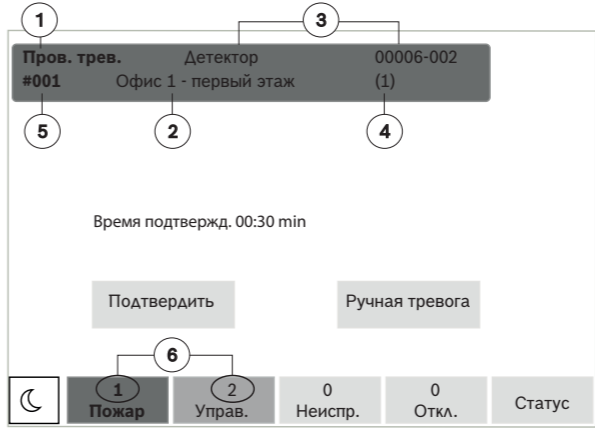 1 3
Пров. трев. Детектор 00006-002
#001 Офис 1 - первый этаж (1)
5 2 4
Время подтвержд. 00:30 min
Подтвердить Ручная тревога
6
1 2 0 0
Пожар Управ. Неиспр. Откл. Статус